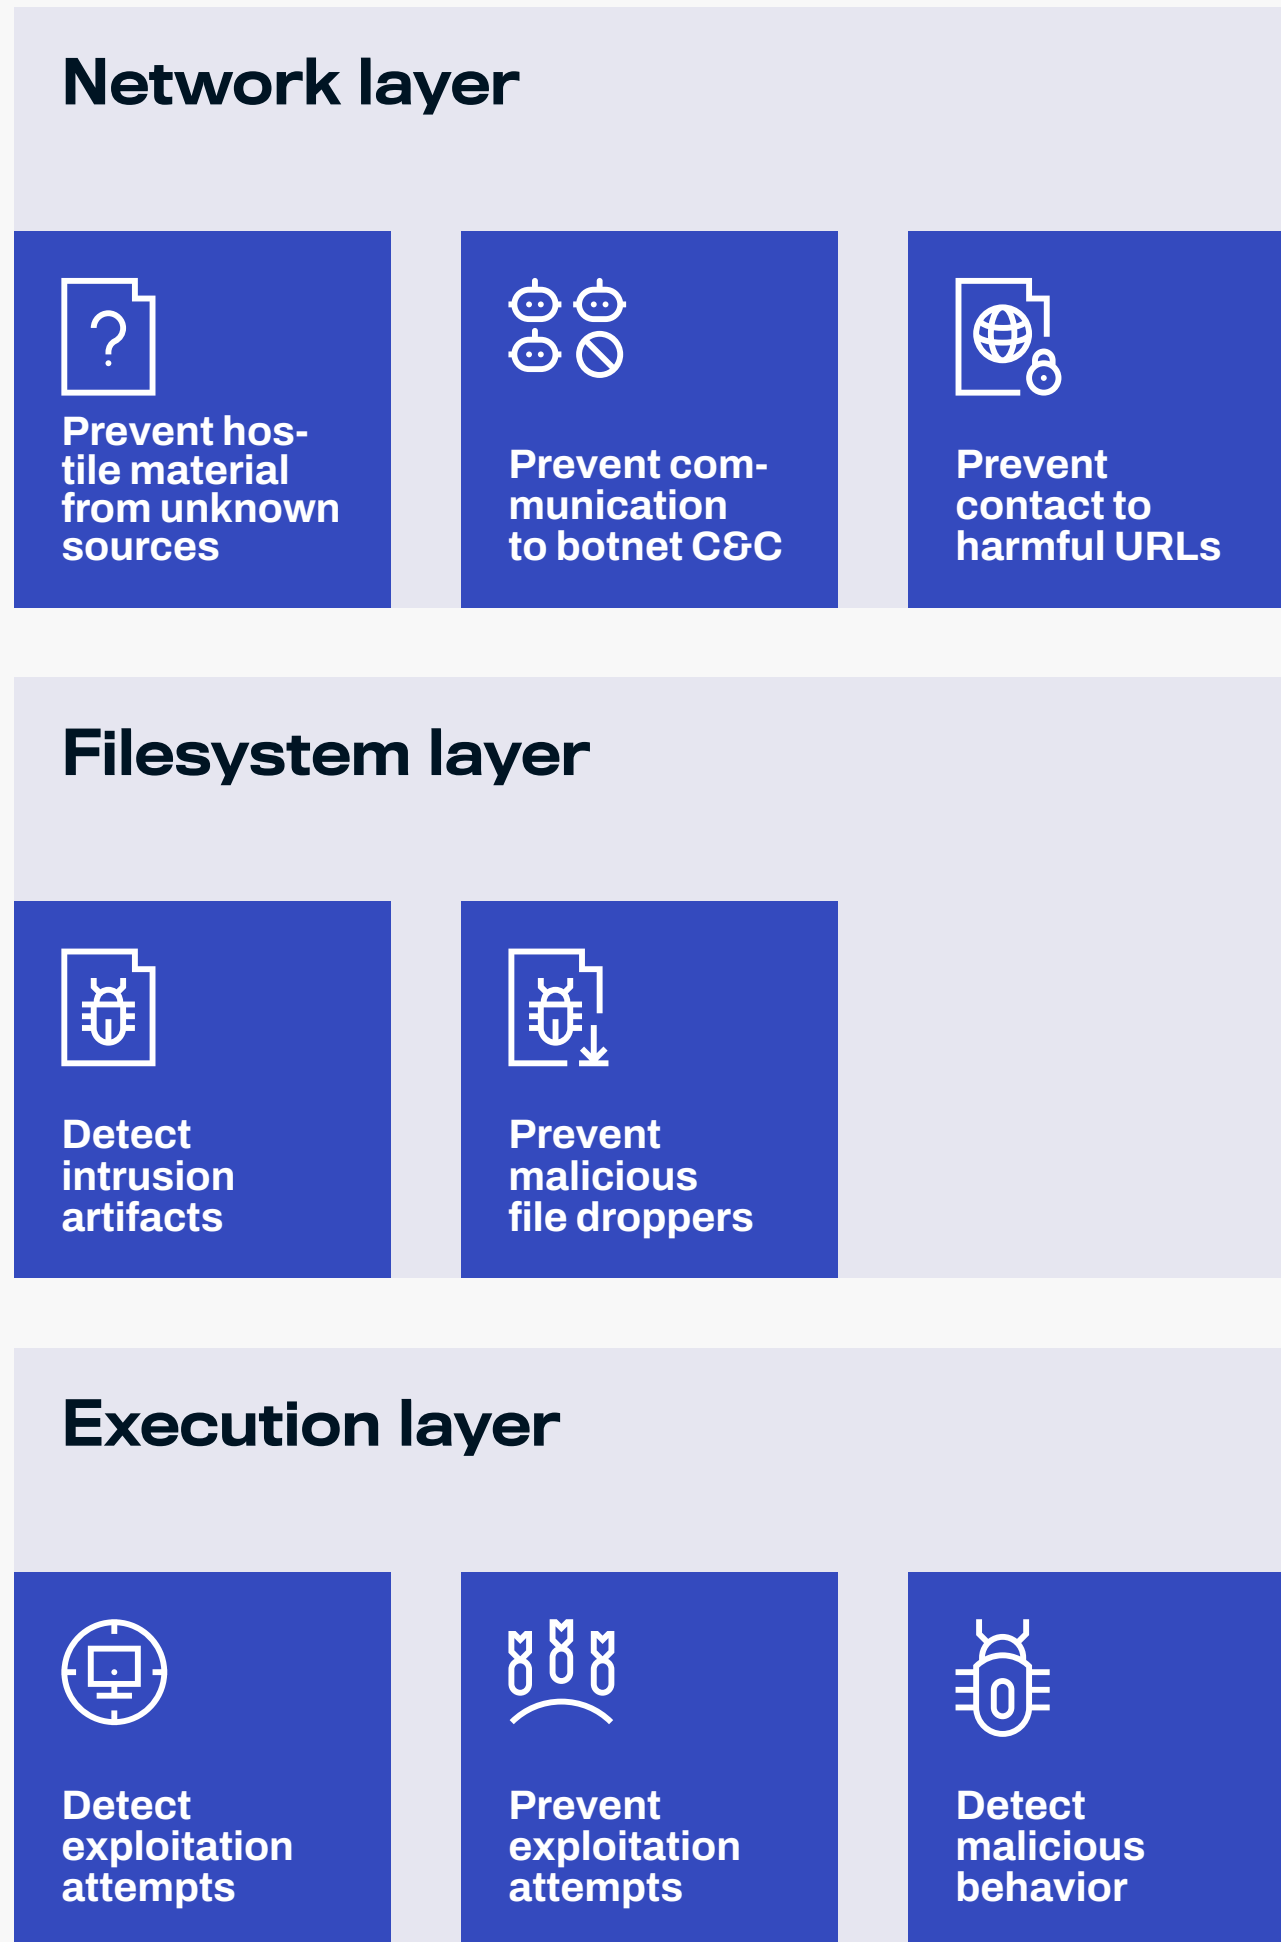 Network layer
Prevent hos-
tile material
from unknown
sources
Prevent com-
munication
to botnet C&C
Prevent
contact to
harmful URLs
Filesystem layer
Detect
intrusion
artifacts
Prevent
malicious
file droppers
Execution layer
Detect
exploitation
attempts
Prevent
exploitation
attempts
Detect
malicious
behavior